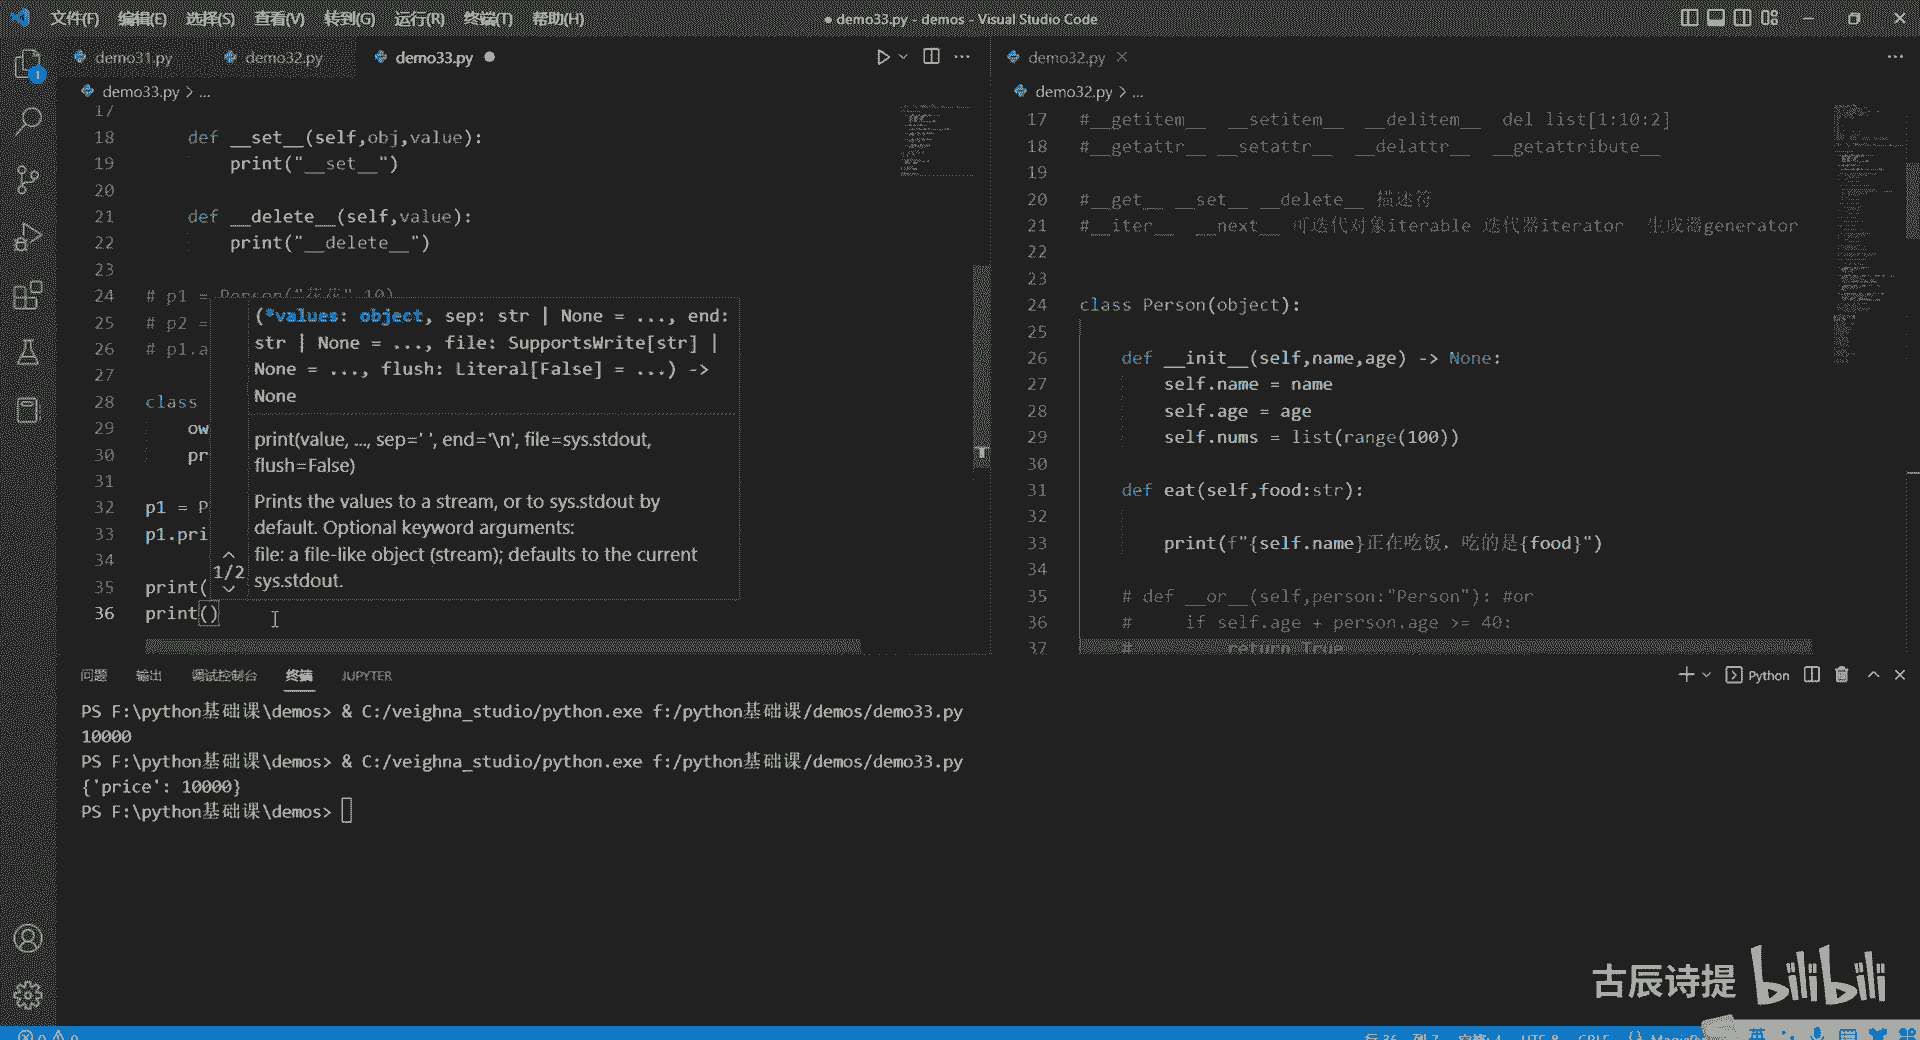 文件(F) 编辑(E) 选择(S) 查看(V) 转到(G) 运行(R) 终端(T) 帮助(H)
● demo33.py - demos - Visual Studio Code
demo31.py demo32.py demo33.py ●
demo33.py > ...
17
18 def __set__(self,obj,value):
19 print("__set__")
20
21 def __delete__(self,value):
22 print("__delete__")
23
24 # p1 = Person("花花",10)
25 # p2 =
26 # p1.a
27
28 class
29 ow
30 pr
31
32 p1 = P
33 p1.pri
34
35 print(
36 print()
(*values: object, sep: str | None = ..., end:
str | None = ..., file: SupportsWrite[str] |
None = ..., flush: Literal[False] = ...) ->
None
print(value, ..., sep=' ', end='\n', file=sys.stdout,
flush=False)
Prints the values to a stream, or to sys.stdout by
default. Optional keyword arguments:
file: a file-like object (stream); defaults to the current
sys.stdout.
1/2
demo32.py
demo32.py > ...
17 #__getitem__ __setitem__ __delitem__ del list[1:10:2]
18 #__getattr__ __setattr__ __delattr__ __getattribute__
19
20 #__get__ __set__ __delete__ 描述符
21 #__iter__ __next__ 可迭代对象iterable 迭代器iterator 生成器generator
22
23
24 class Person(object):
25
26 def __init__(self,name,age) -> None:
27 self.name = name
28 self.age = age
29 self.nums = list(range(100))
30
31 def eat(self,food:str):
32
33 print(f"{self.name}正在吃饭，吃的是{food}")
34
35 # def __or__(self,person:"Person"): #or
36 # if self.age + person.age >= 40:
37 # return True
问题 输出 调试控制台 终端 JUPYTER
Python
PS F:\python基础课\demos> & C:/veighna_studio/python.exe f:/python基础课/demos/demo33.py
10000
PS F:\python基础课\demos> & C:/veighna_studio/python.exe f:/python基础课/demos/demo33.py
{'price': 10000}
PS F:\python基础课\demos>
1
古辰诗提 bilibili
英